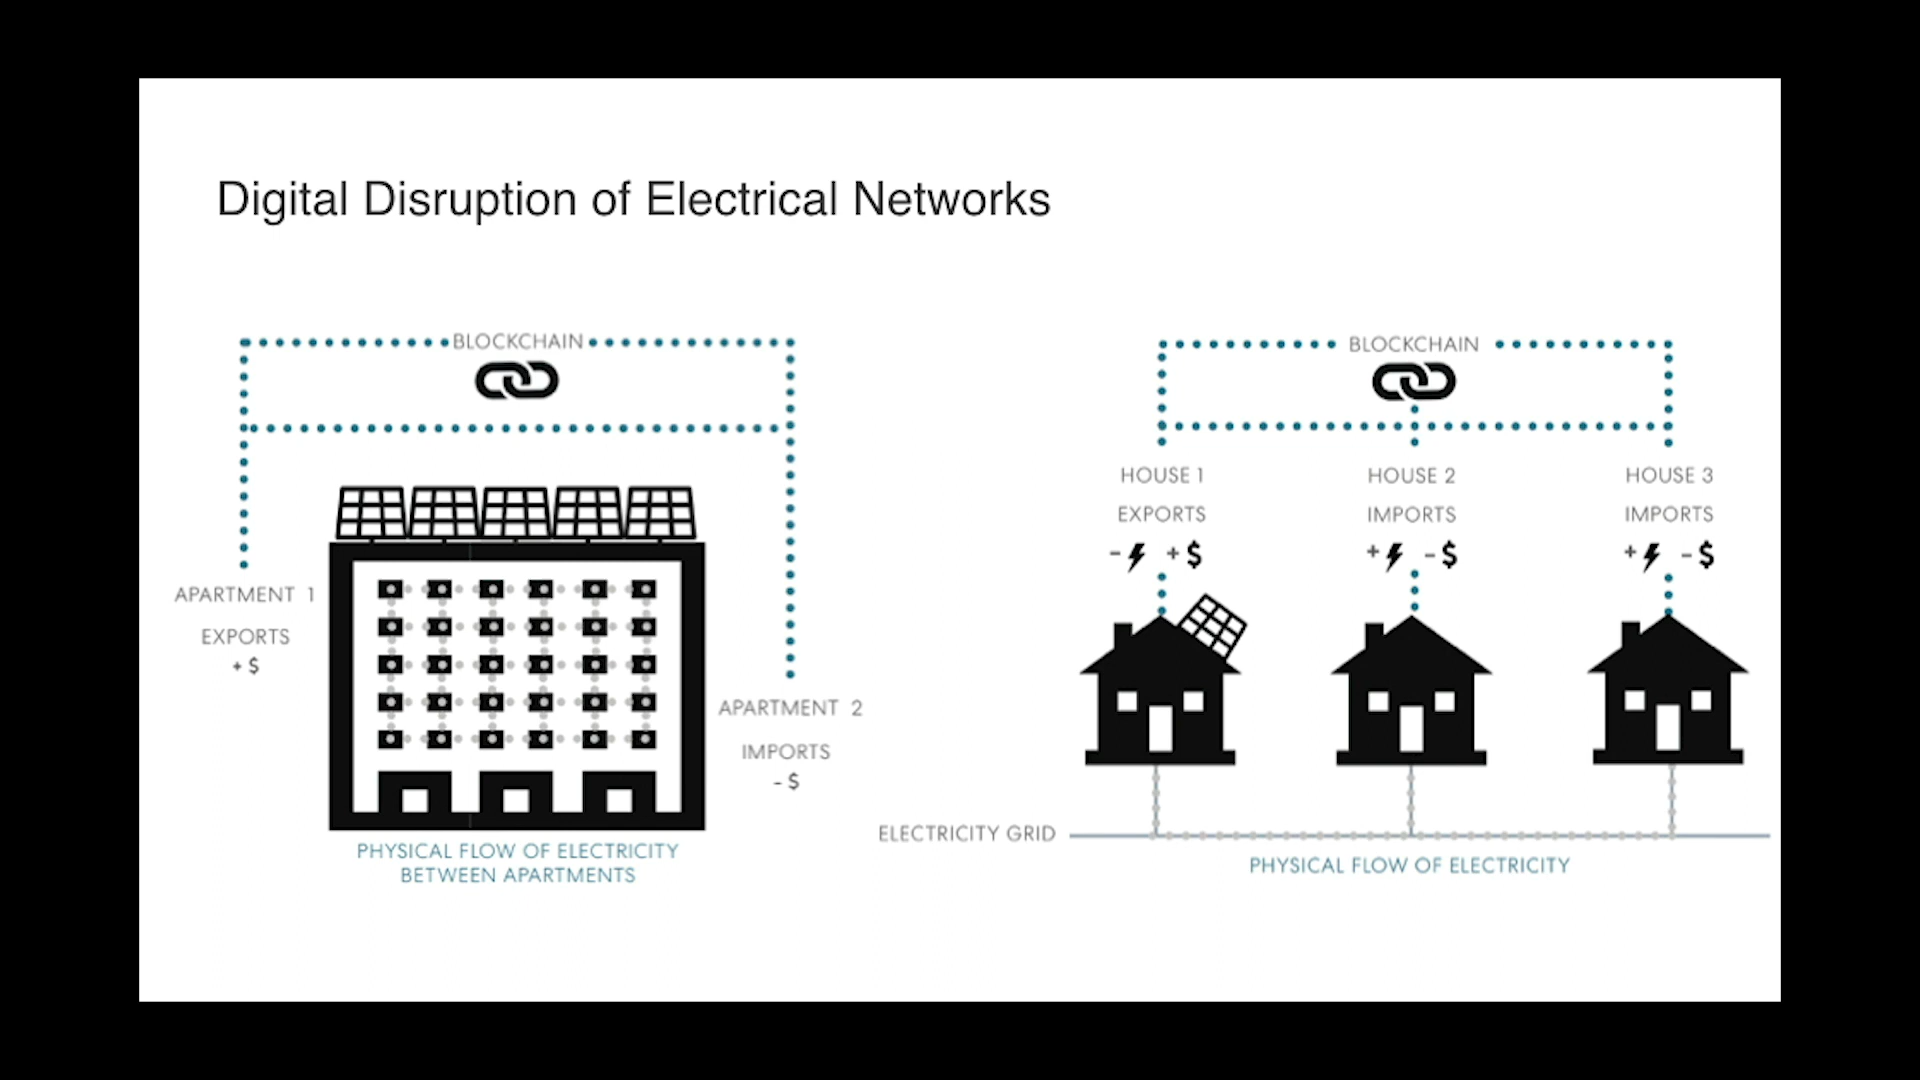 Digital Disruption of Electrical Networks
BLOCKCHAIN
APARTMENT 1
EXPORTS
+ $
APARTMENT 2
IMPORTS
- $
PHYSICAL FLOW OF ELECTRICITY
BETWEEN APARTMENTS
BLOCKCHAIN
HOUSE 1
EXPORTS
- +$
HOUSE 2
IMPORTS
+ -$
HOUSE 3
IMPORTS
+ -$
ELECTRICITY GRID
PHYSICAL FLOW OF ELECTRICITY